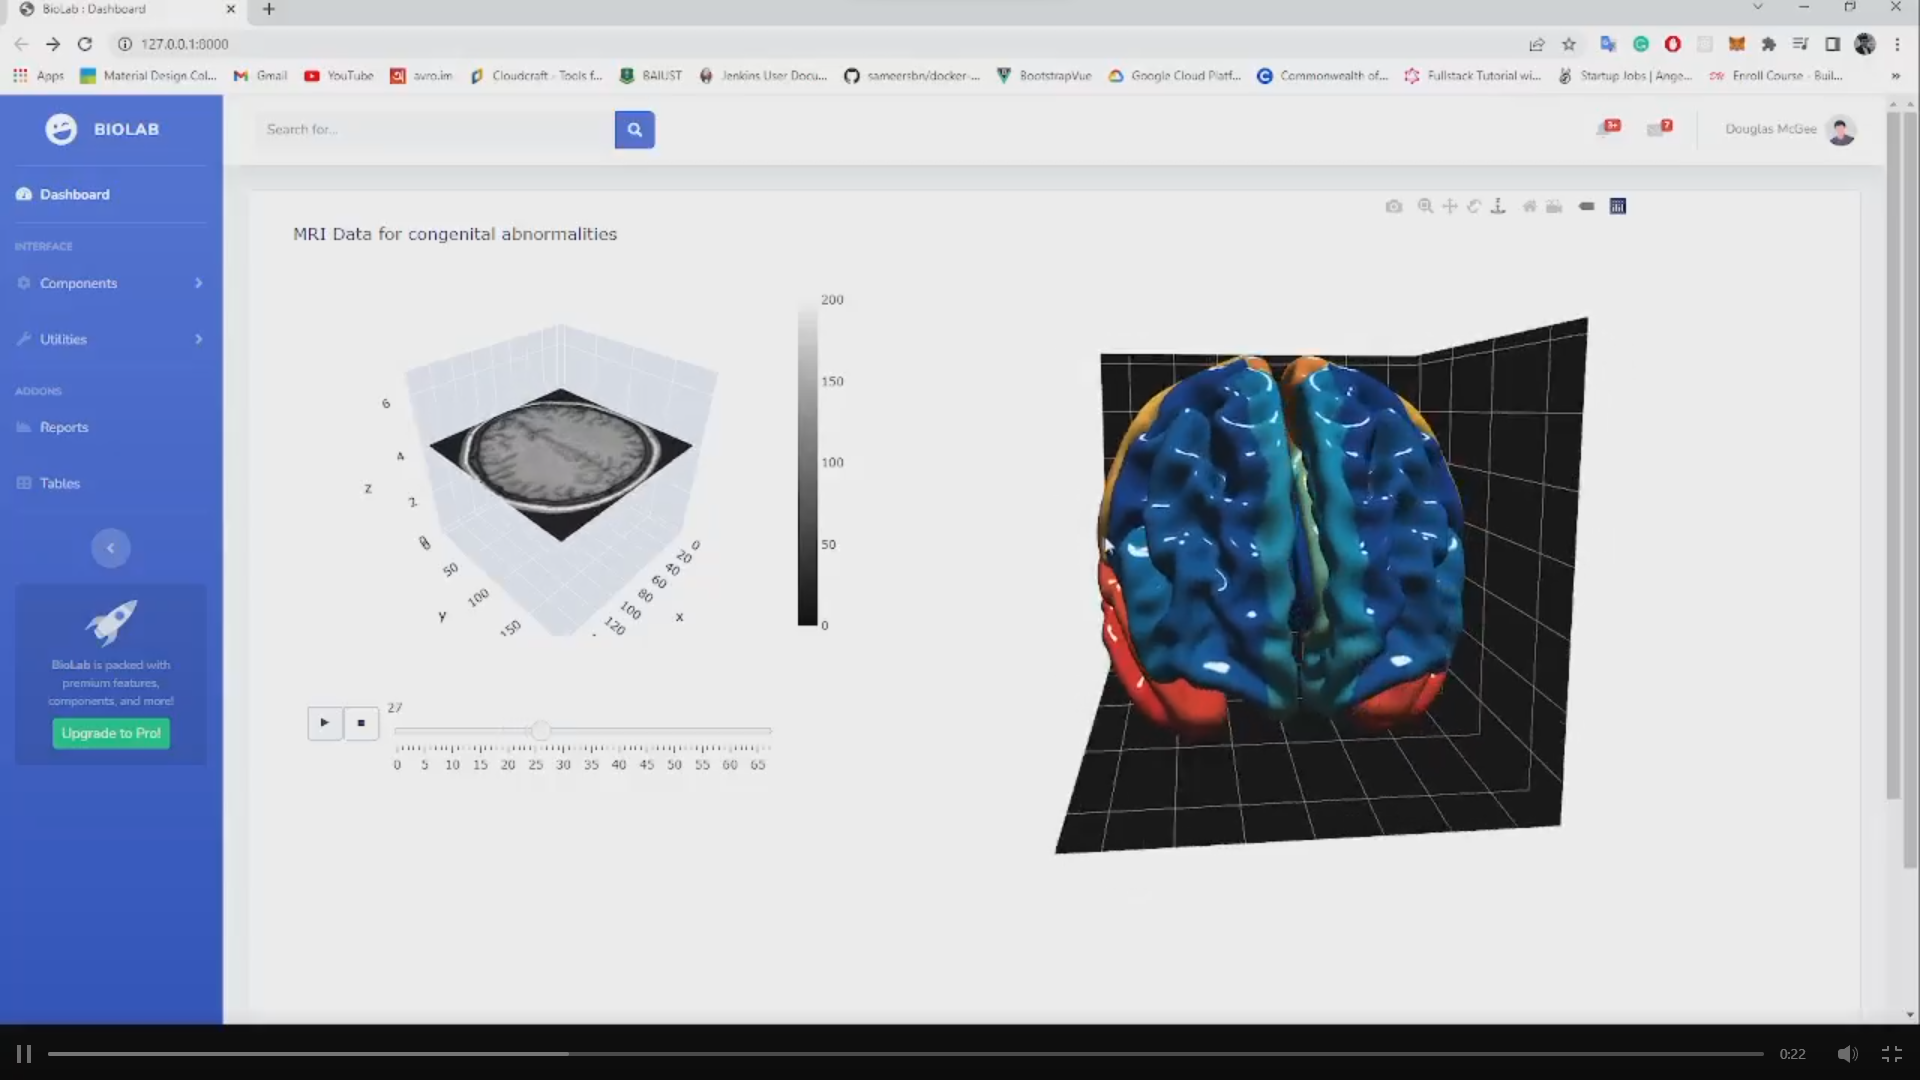 BioLab : Dashboard
127.0.0.1:8000
Apps
Material Design Col...
Gmail
YouTube
avro.im
Cloudcraft - Tools f...
BAIUST
Jenkins User Docu...
sameersbn/docker-...
BootstrapVue
Google Cloud Platf...
Commonwealth of...
Fullstack Tutorial wi...
Startup Jobs | Ange...
Enroll Course - Buil...
BIOLAB
Search for...
3+
7
Douglas McGee
Dashboard
INTERFACE
Components
Utilities
ADDONS
Reports
Tables
BioLab is packed with
premium features,
components, and more!
Upgrade to Pro!
MRI Data for congenital abnormalities
200
150
100
50
0
6
4
2
z
0
50
100
150
y
0
20
40
60
80
100
120
x
27
0 5 10 15 20 25 30 35 40 45 50 55 60 65
0:22